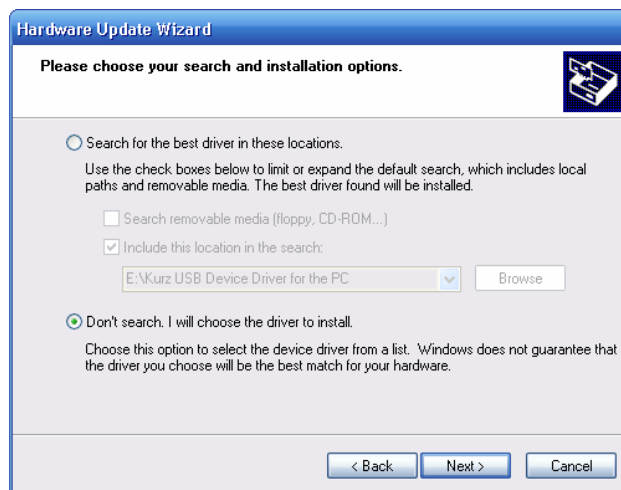 Hardware Update Wizard
Please choose your search and installation options.
Search for the best driver in these locations.
Use the check boxes below to limit or expand the default search, which includes local
paths and removable media. The best driver found will be installed.
Search removable media (floppy, CD-ROM...)
Include this location in the search:
E:\Kurz USB Device Driver for the PC
Browse
Don't search. I will choose the driver to install.
Choose this option to select the device driver from a list. Windows does not guarantee that
the driver you choose will be the best match for your hardware.
< Back Next > Cancel